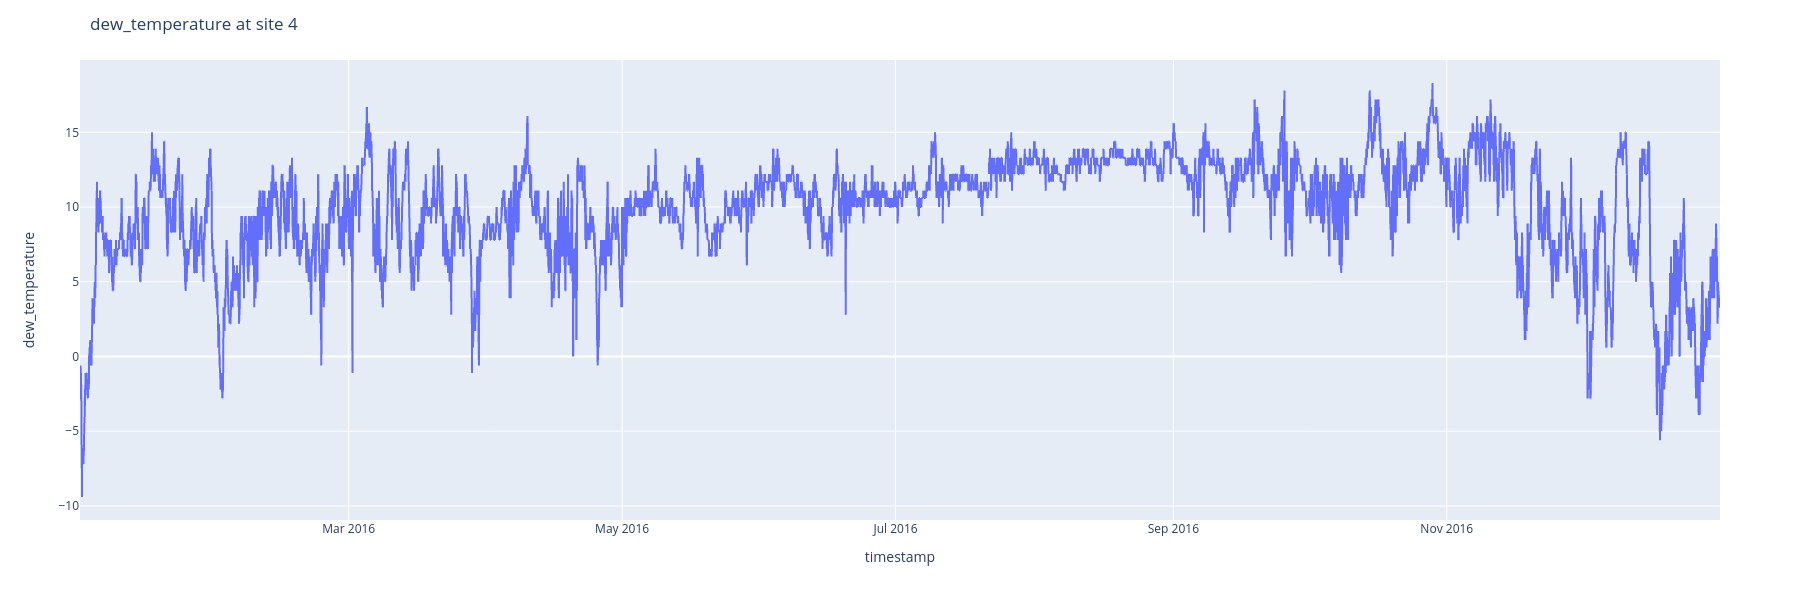 dew_temperature at site 4
dew_temperature
15
10
5
0
−5
−10
Mar 2016
May 2016
Jul 2016
Sep 2016
Nov 2016
timestamp